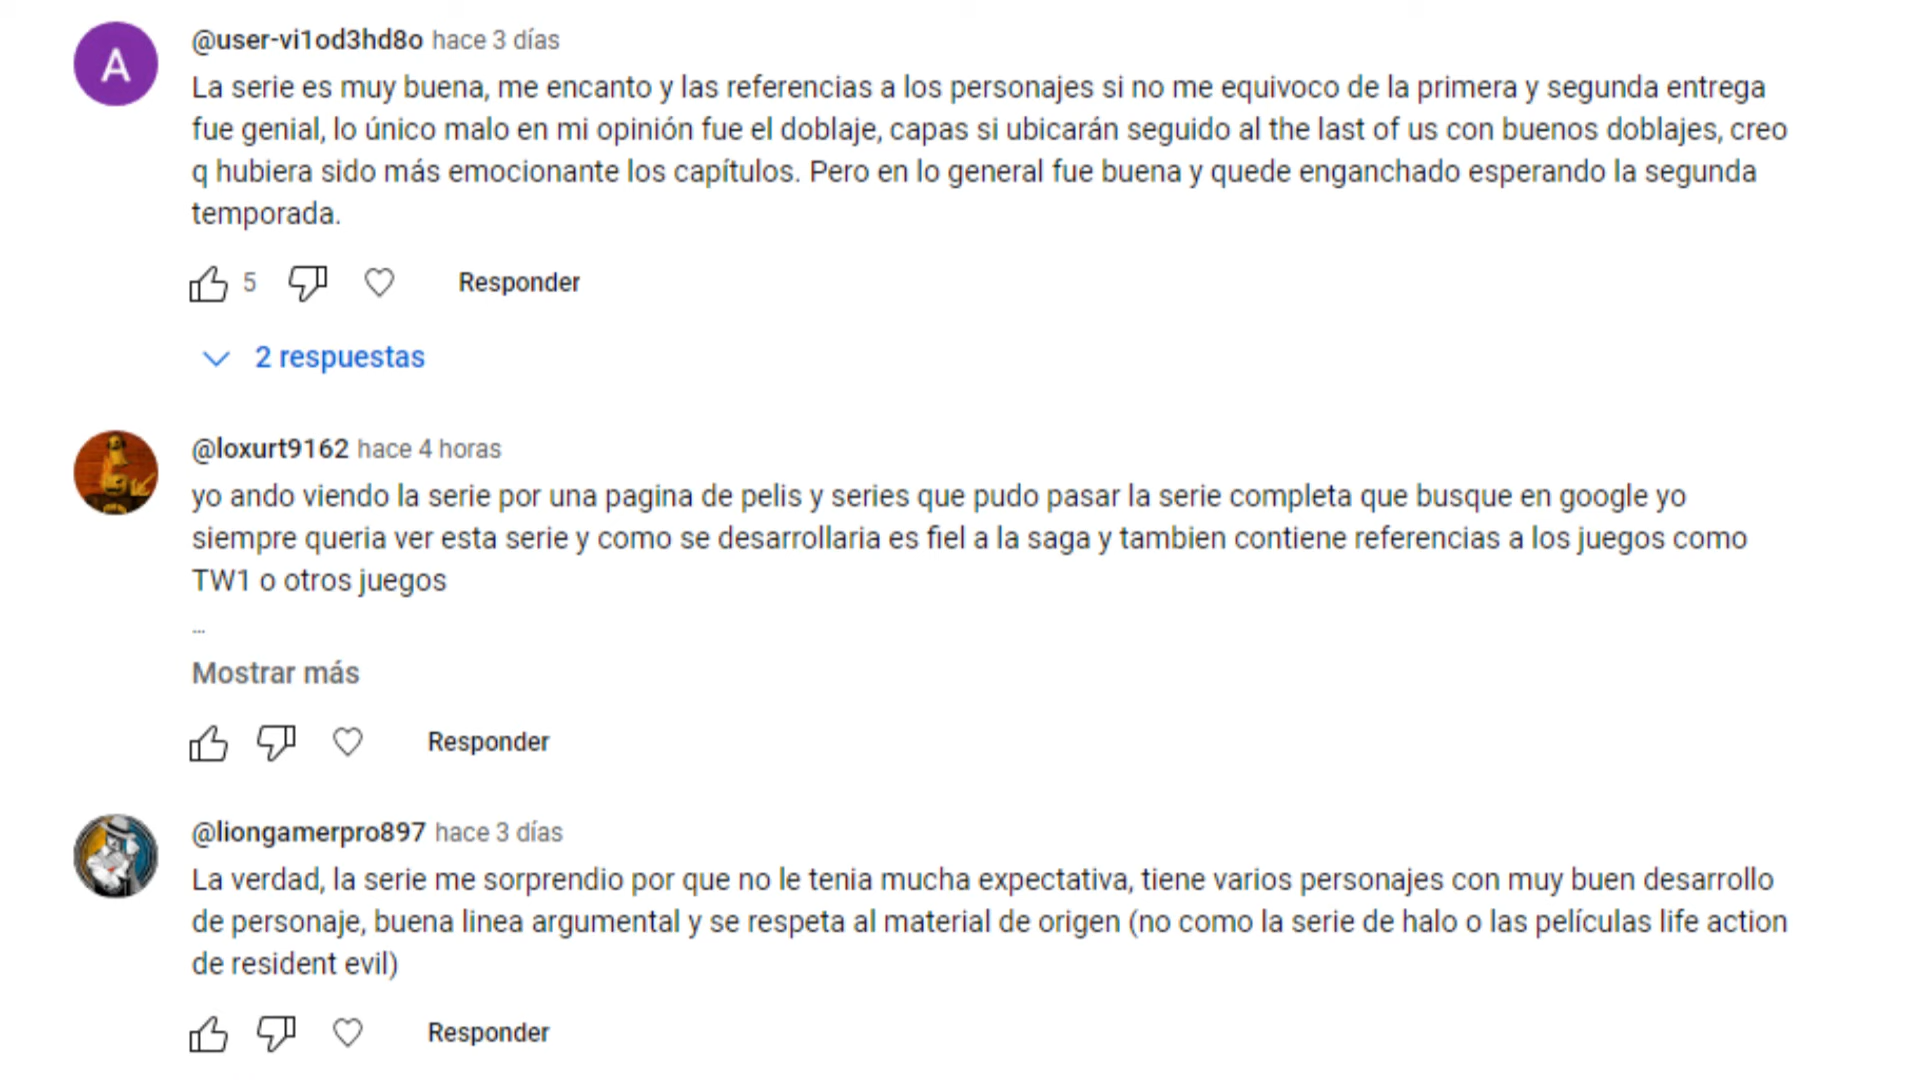 A
@user-vi1od3hd8o hace 3 días
La serie es muy buena, me encanto y las referencias a los personajes si no me equivoco de la primera y segunda entrega
fue genial, lo único malo en mi opinión fue el doblaje, capas si ubicarán seguido al the last of us con buenos doblajes, creo
q hubiera sido más emocionante los capítulos. Pero en lo general fue buena y quede enganchado esperando la segunda
temporada.
5 Responder
2 respuestas
@loxurt9162 hace 4 horas
yo ando viendo la serie por una pagina de pelis y series que pudo pasar la serie completa que busque en google yo
siempre queria ver esta serie y como se desarrollaria es fiel a la saga y tambien contiene referencias a los juegos como
TW1 o otros juegos
...
Mostrar más
Responder
@liongamerpro897 hace 3 días
La verdad, la serie me sorprendio por que no le tenia mucha expectativa, tiene varios personajes con muy buen desarrollo
de personaje, buena linea argumental y se respeta al material de origen (no como la serie de halo o las películas life action
de resident evil)
Responder